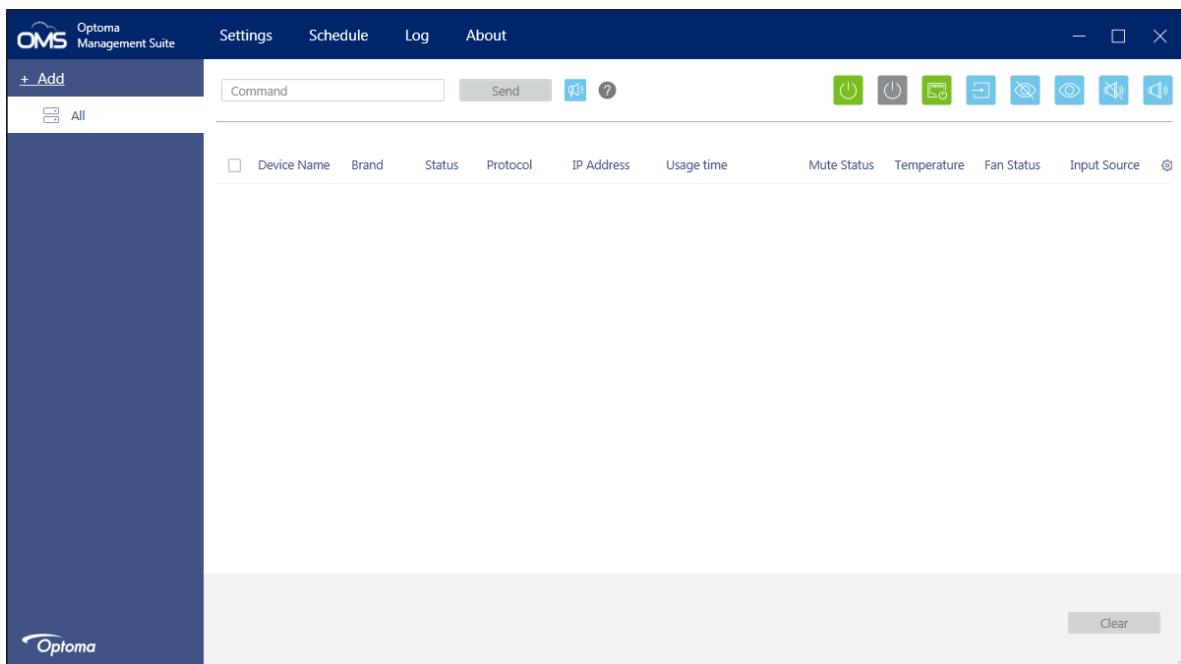 OMS Optoma Management Suite Settings Schedule Log About
+ Add
Command Send ?
All
Device Name Brand Status Protocol IP Address Usage time Mute Status Temperature Fan Status Input Source
Clear
Optoma